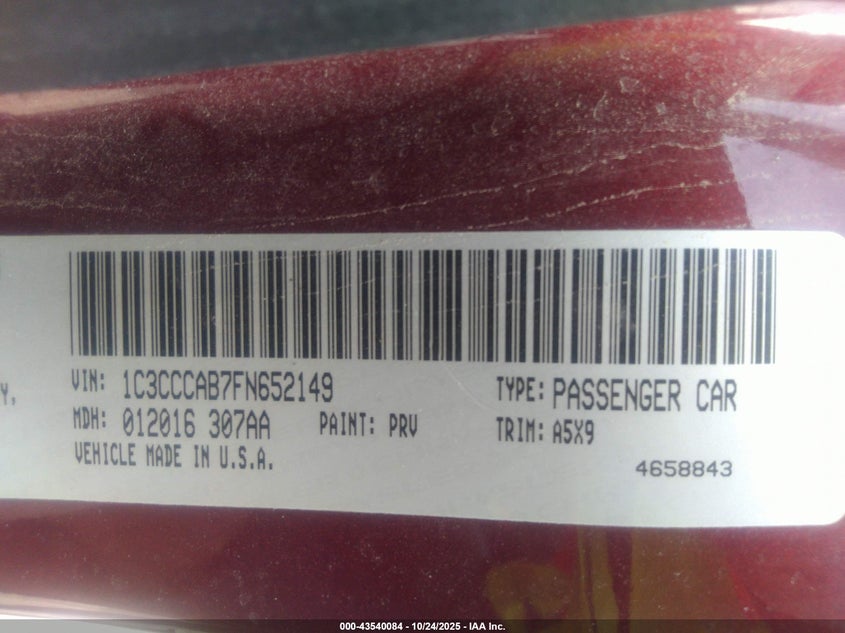 Y,
VIN: 1C3CCCAB7FN652149 TYPE: PASSENGER CAR
MDH: 012016 307AA PAINT: PRV TRIM: A5X9
VEHICLE MADE IN U.S.A.
4658843
000-43540084 - 10/24/2025 - IAA Inc.